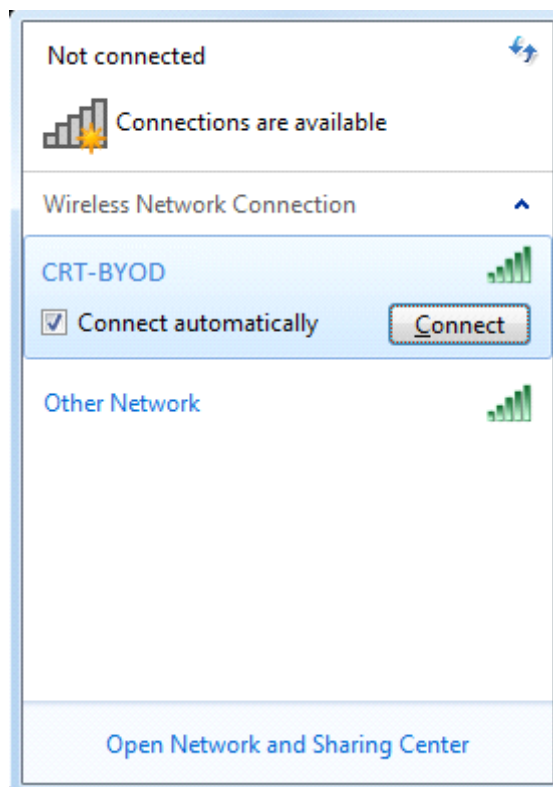 Not connected
Connections are available
Wireless Network Connection
CRT-BYOD
Connect automatically
Connect
Other Network
Open Network and Sharing Center